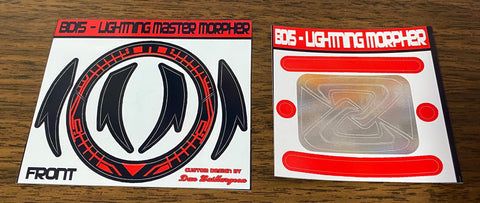 BD15 - LIGHTNING MASTER MORPHER
FRONT
CUSTOM DESIGN BY
BD15 - LIGHTNING MORPHER